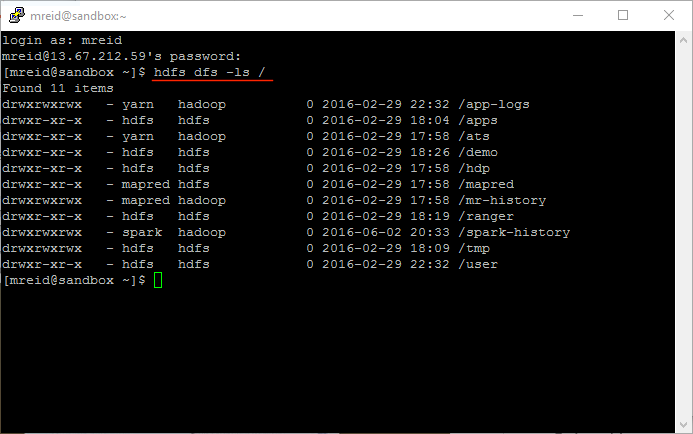 mreid@sandbox:~
login as: mreid
mreid@13.67.212.59's password:
[mreid@sandbox ~]$ hdfs dfs -ls /
Found 11 items
drwxrwxrwx   - yarn   hadoop          0 2016-02-29 22:32 /app-logs
drwxr-xr-x   - hdfs   hdfs            0 2016-02-29 18:04 /apps
drwxr-xr-x   - yarn   hadoop          0 2016-02-29 17:58 /ats
drwxr-xr-x   - hdfs   hdfs            0 2016-02-29 18:26 /demo
drwxr-xr-x   - hdfs   hdfs            0 2016-02-29 17:58 /hdp
drwxr-xr-x   - mapred hdfs            0 2016-02-29 17:58 /mapred
drwxrwxrwx   - mapred hadoop          0 2016-02-29 17:58 /mr-history
drwxr-xr-x   - hdfs   hdfs            0 2016-02-29 18:19 /ranger
drwxrwxrwx   - spark  hadoop          0 2016-06-02 20:33 /spark-history
drwxrwxrwx   - hdfs   hdfs            0 2016-02-29 18:09 /tmp
drwxr-xr-x   - hdfs   hdfs            0 2016-02-29 22:32 /user
[mreid@sandbox ~]$